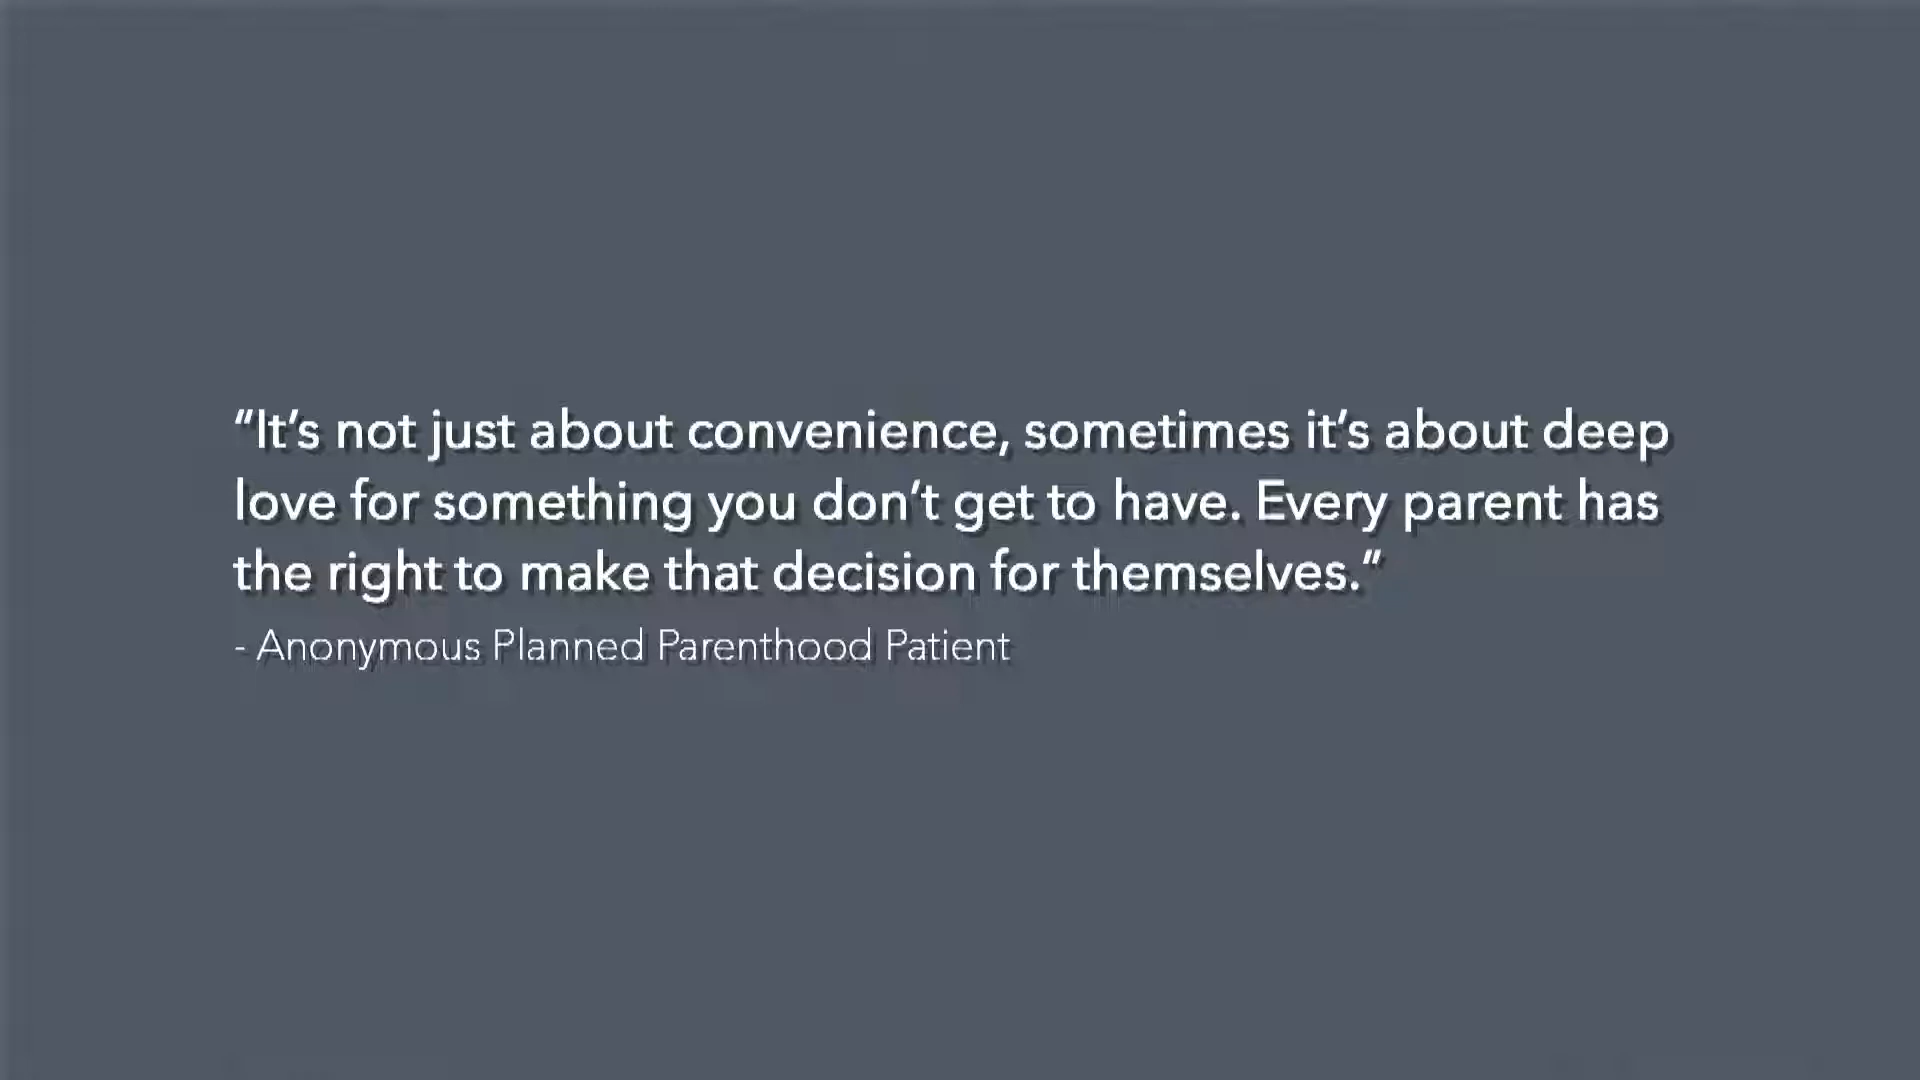 “It’s not just about convenience, sometimes it’s about deep
love for something you don’t get to have. Every parent has
the right to make that decision for themselves.”
- Anonymous Planned Parenthood Patient